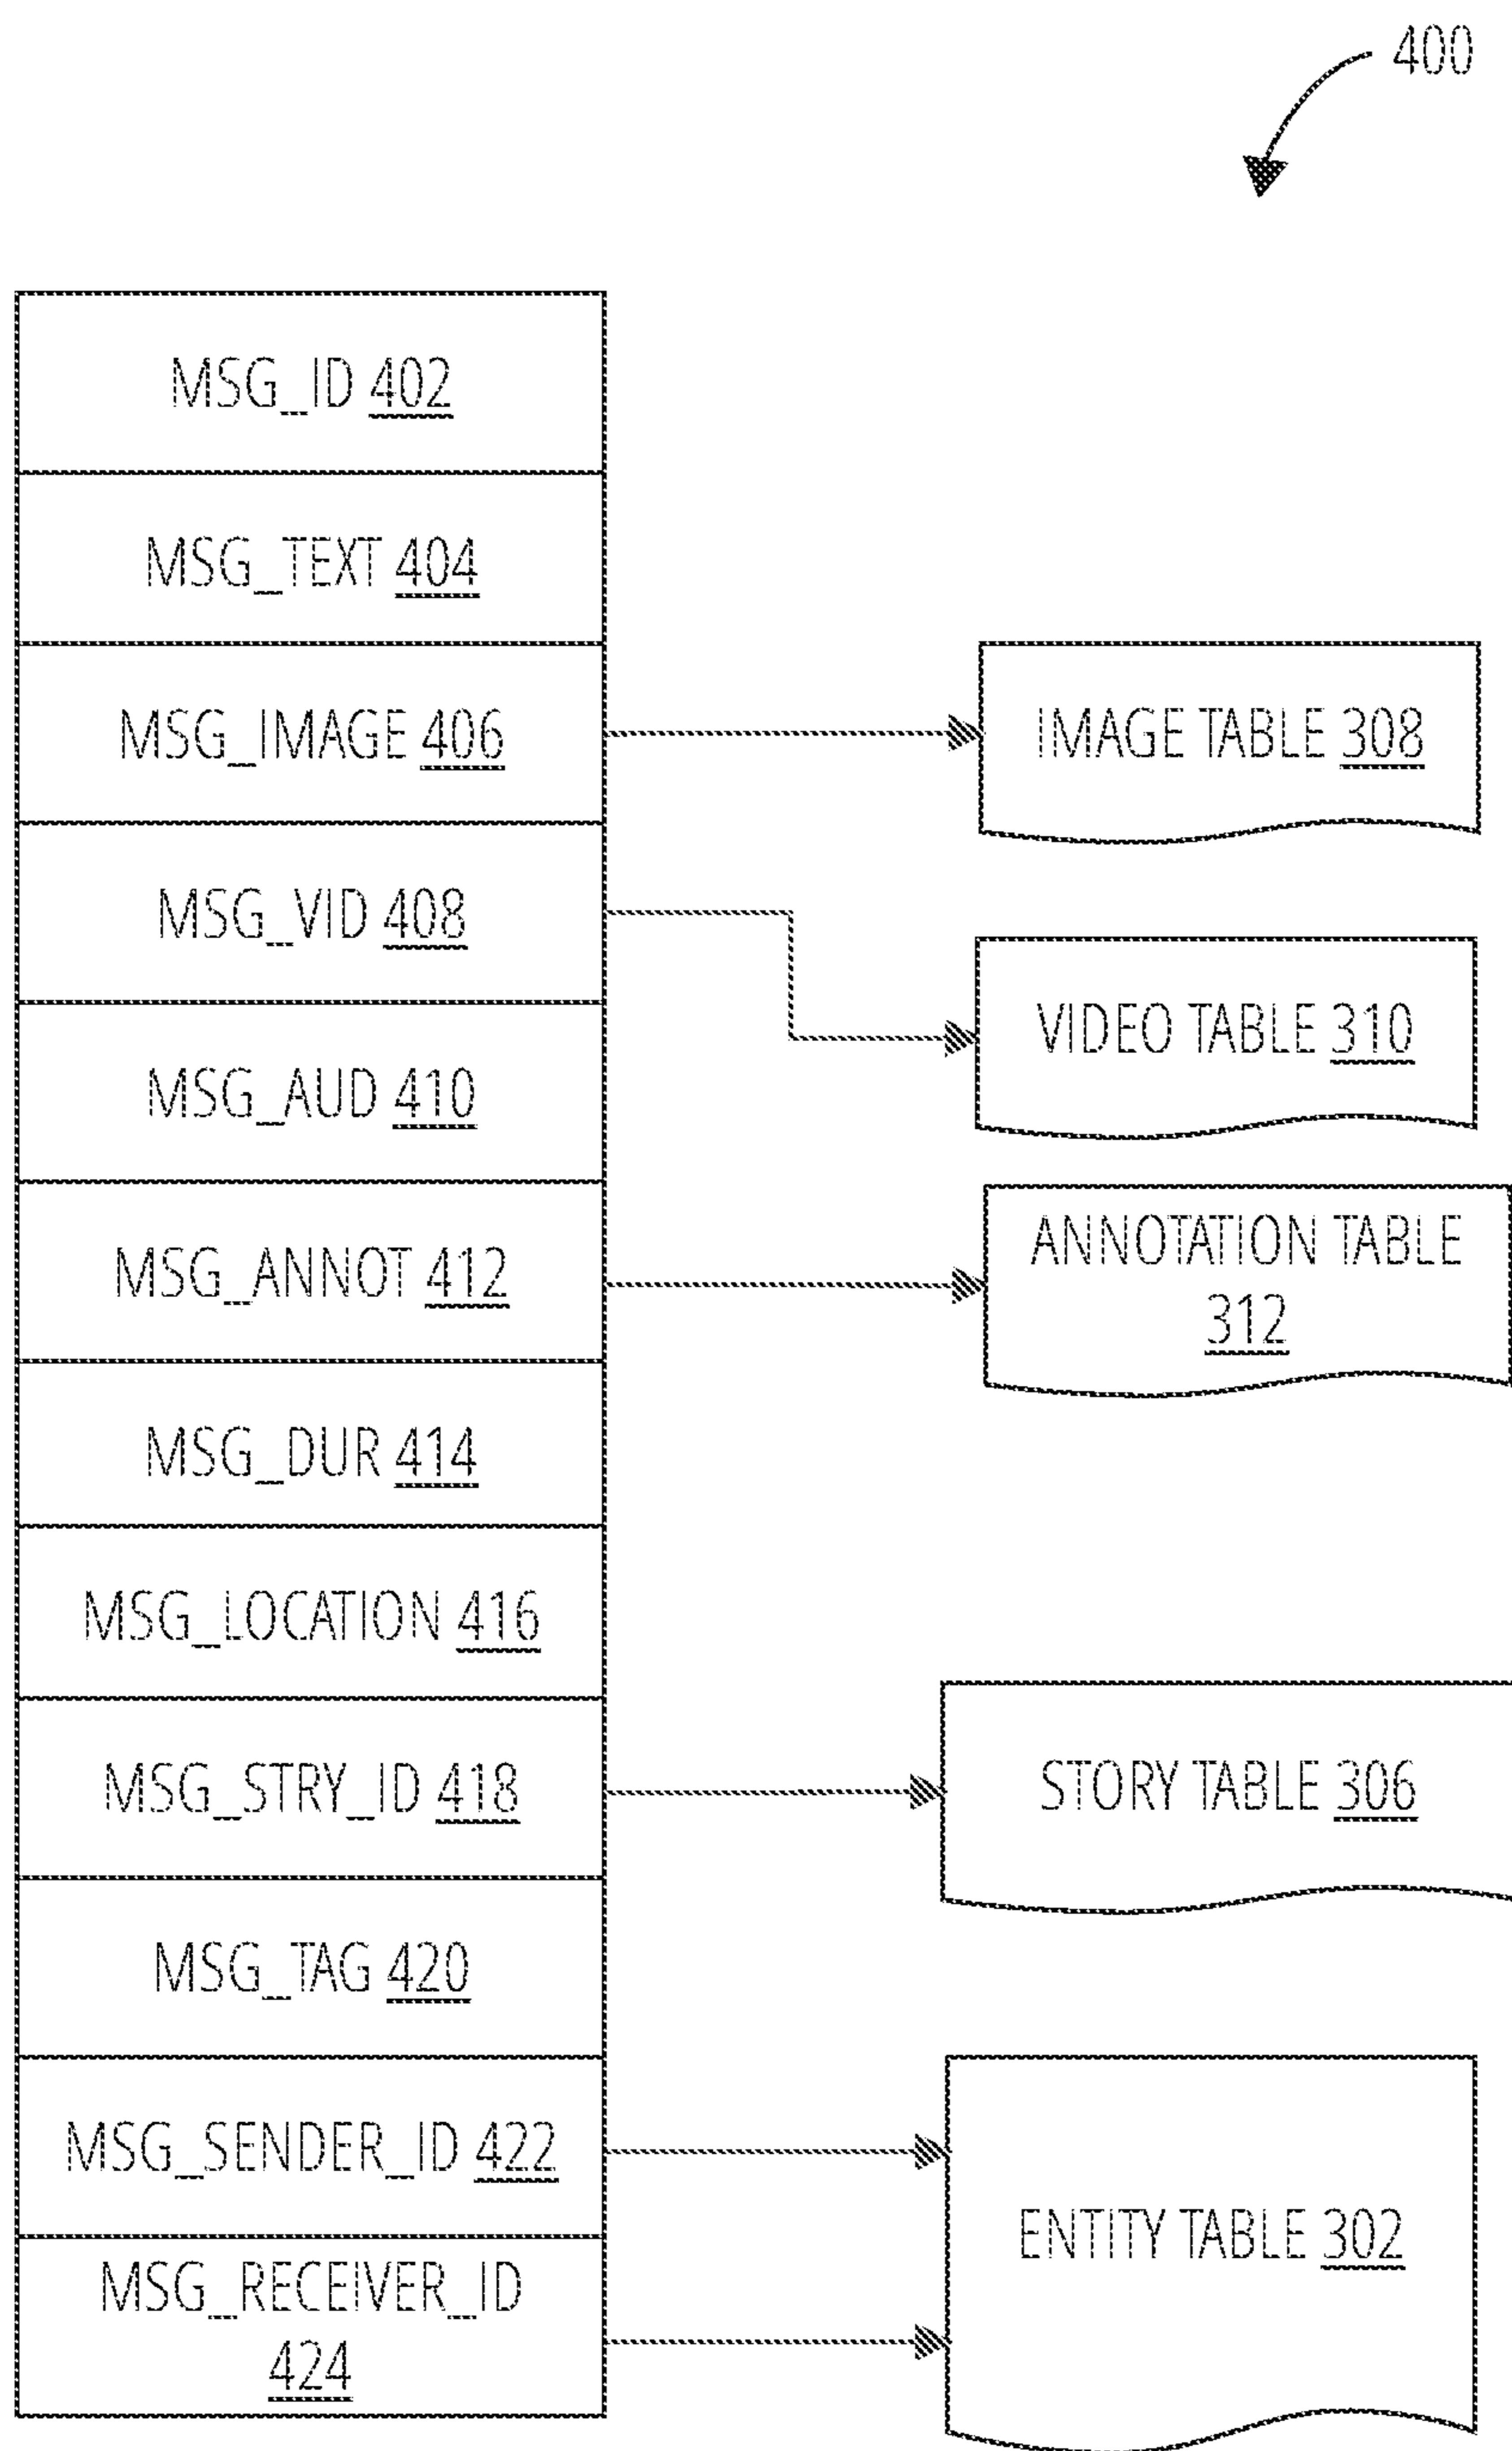 400
MSG_ID 402
MSG_TEXT 404
MSG_IMAGE 406
IMAGE TABLE 308
MSG_VID 408
VIDEO TABLE 310
MSG_AUD 410
MSG_ANNOT 412
ANNOTATION TABLE
312
MSG_DUR 414
MSG_LOCATION 416
MSG_STRY_ID 418
STORY TABLE 306
MSG_TAG 420
MSG_SENDER_ID 422
ENTITY TABLE 302
MSG_RECEIVER_ID
424